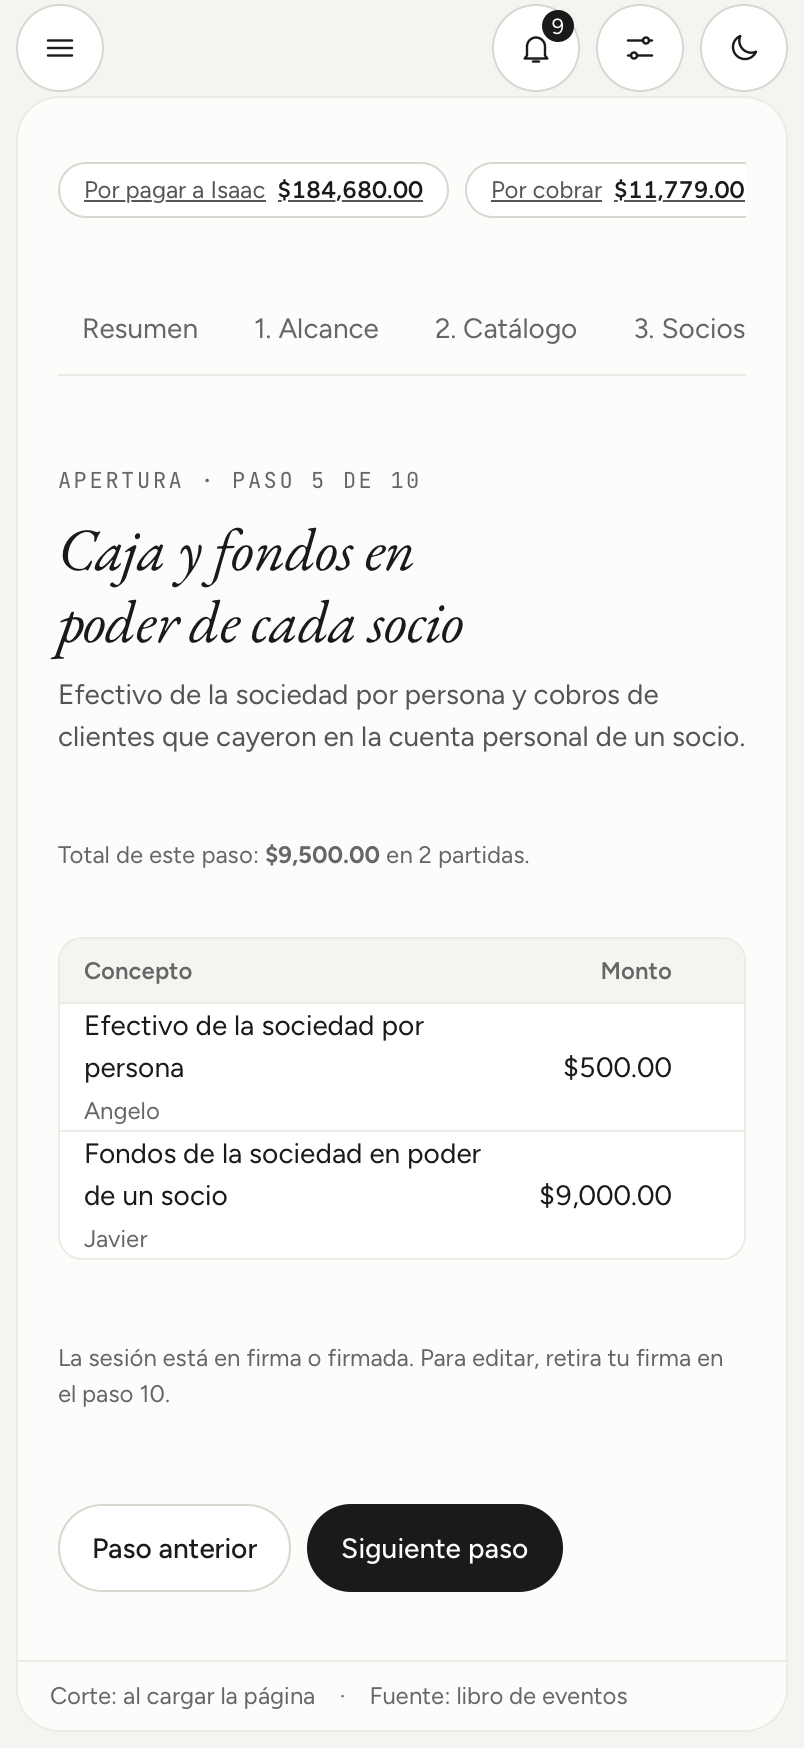 9
Por pagar a Isaac $184,680.00 Por cobrar $11,779.00
Resumen 1. Alcance 2. Catálogo 3. Socios
APERTURA · PASO 5 DE 10
Caja y fondos en
poder de cada socio
Efectivo de la sociedad por persona y cobros de
clientes que cayeron en la cuenta personal de un socio.
Total de este paso: $9,500.00 en 2 partidas.
Concepto Monto
Efectivo de la sociedad por
persona $500.00
Angelo
Fondos de la sociedad en poder
de un socio $9,000.00
Javier
La sesión está en firma o firmada. Para editar, retira tu firma en
el paso 10.
Paso anterior Siguiente paso
Corte: al cargar la página · Fuente: libro de eventos